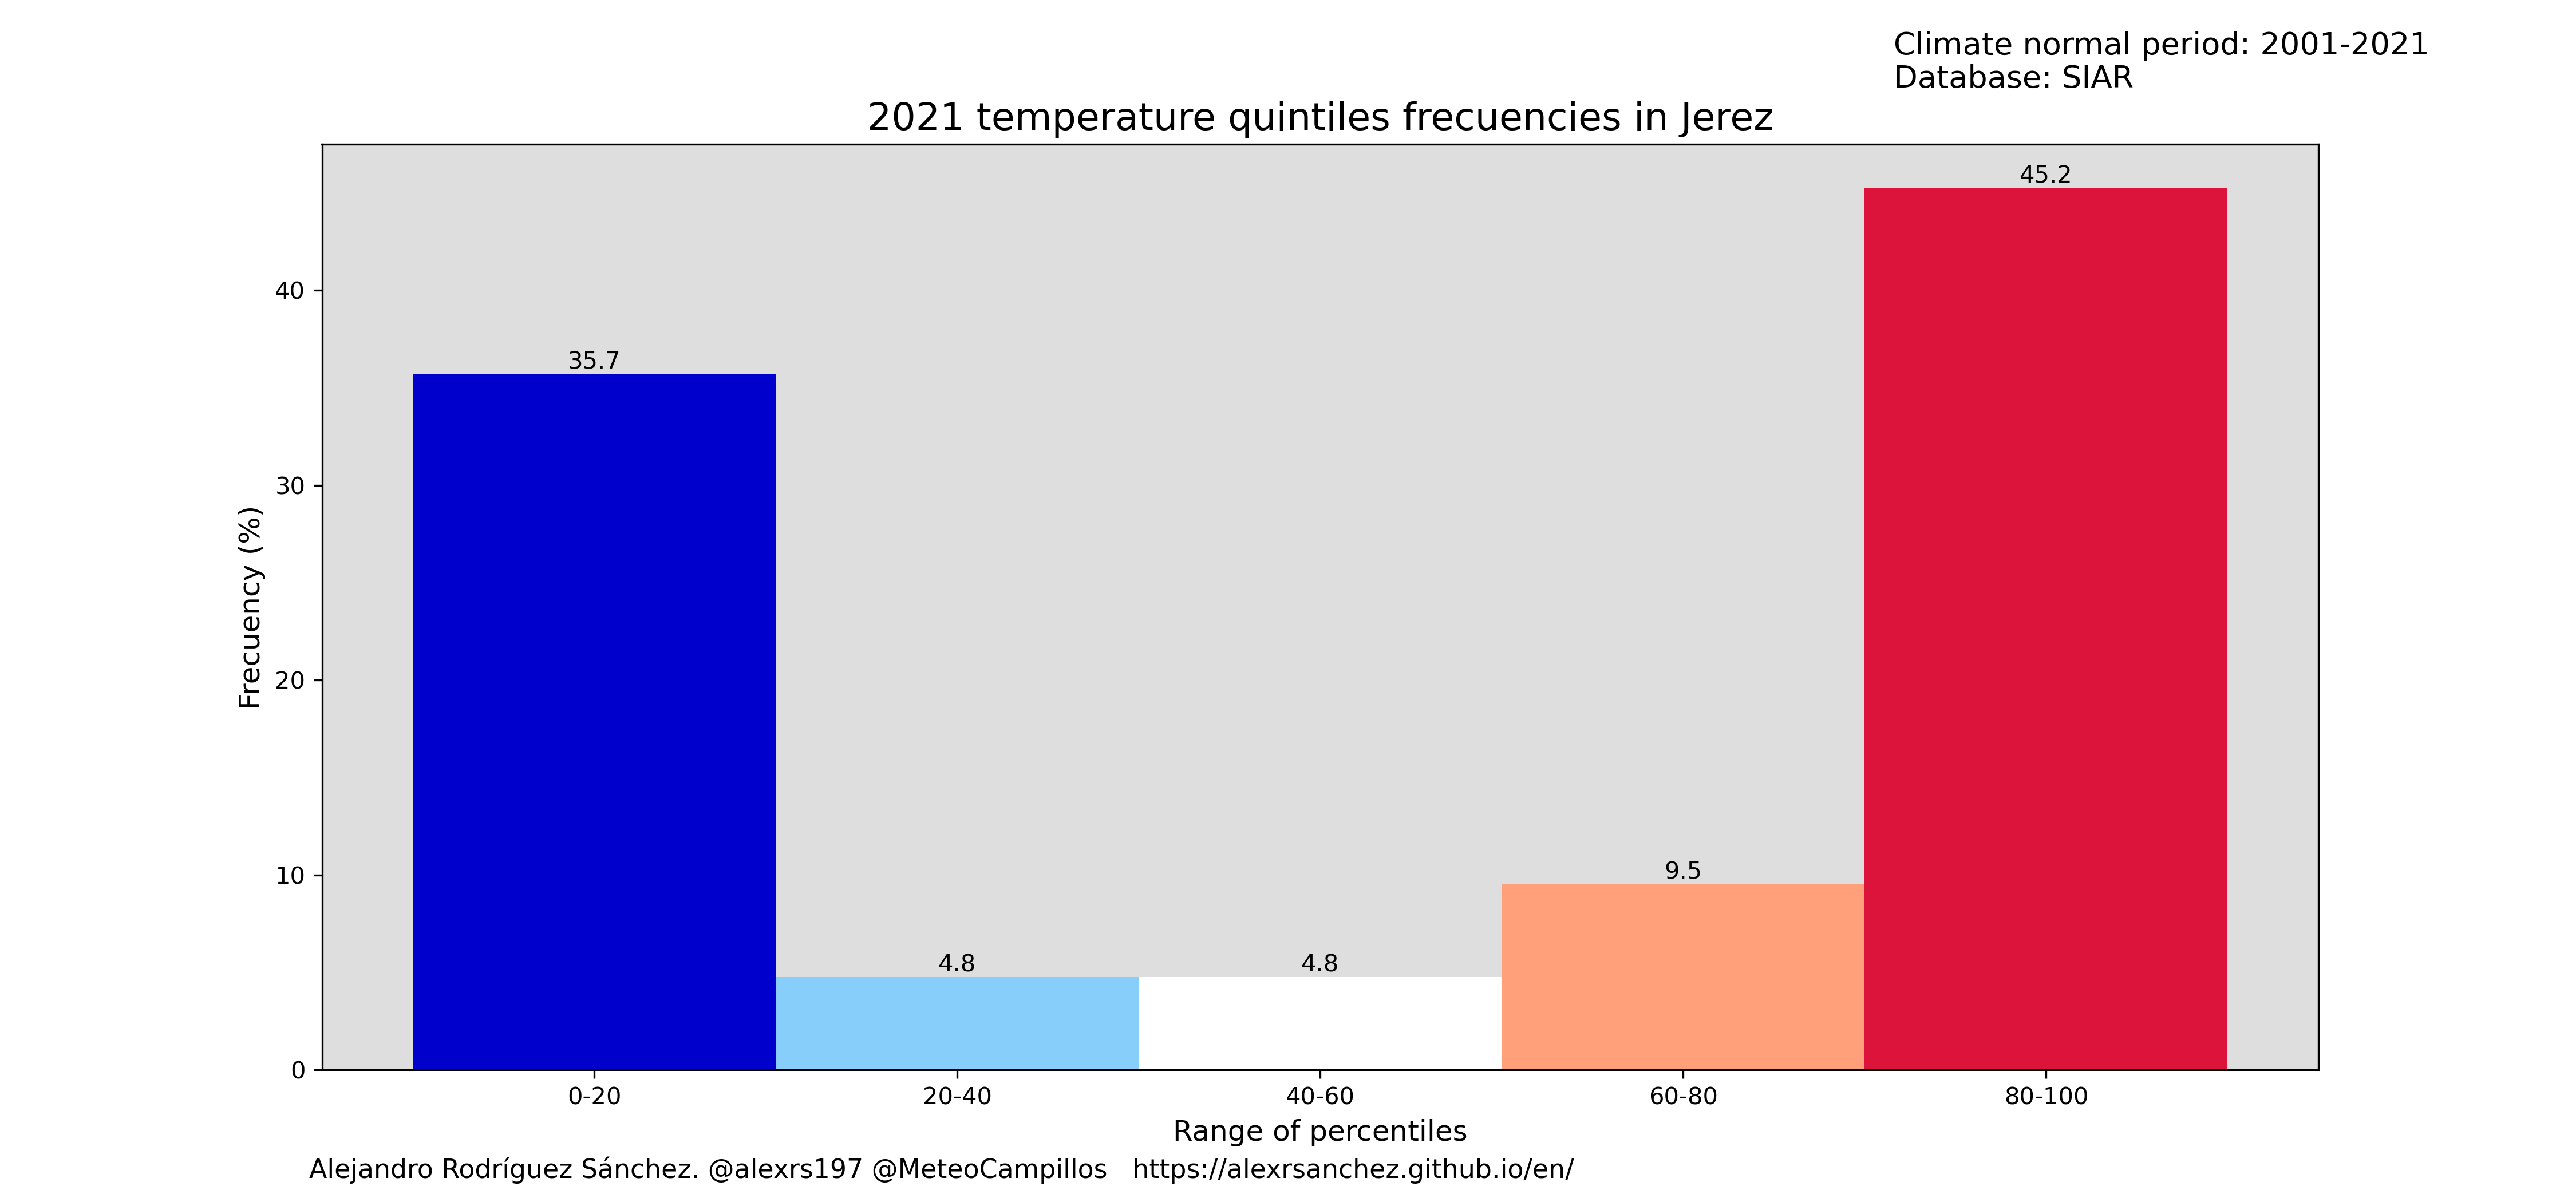 Climate normal period: 2001-2021
Database: SIAR
2021 temperature quintiles frecuencies in Jerez
45.2
40
35.7
30
Frecuency (%)
20
10
9.5
4.8
4.8
0
0-20
20-40
40-60
60-80
80-100
Range of percentiles
Alejandro Rodríguez Sánchez. @alexrs197 @MeteoCampillos https://alexrsanchez.github.io/en/